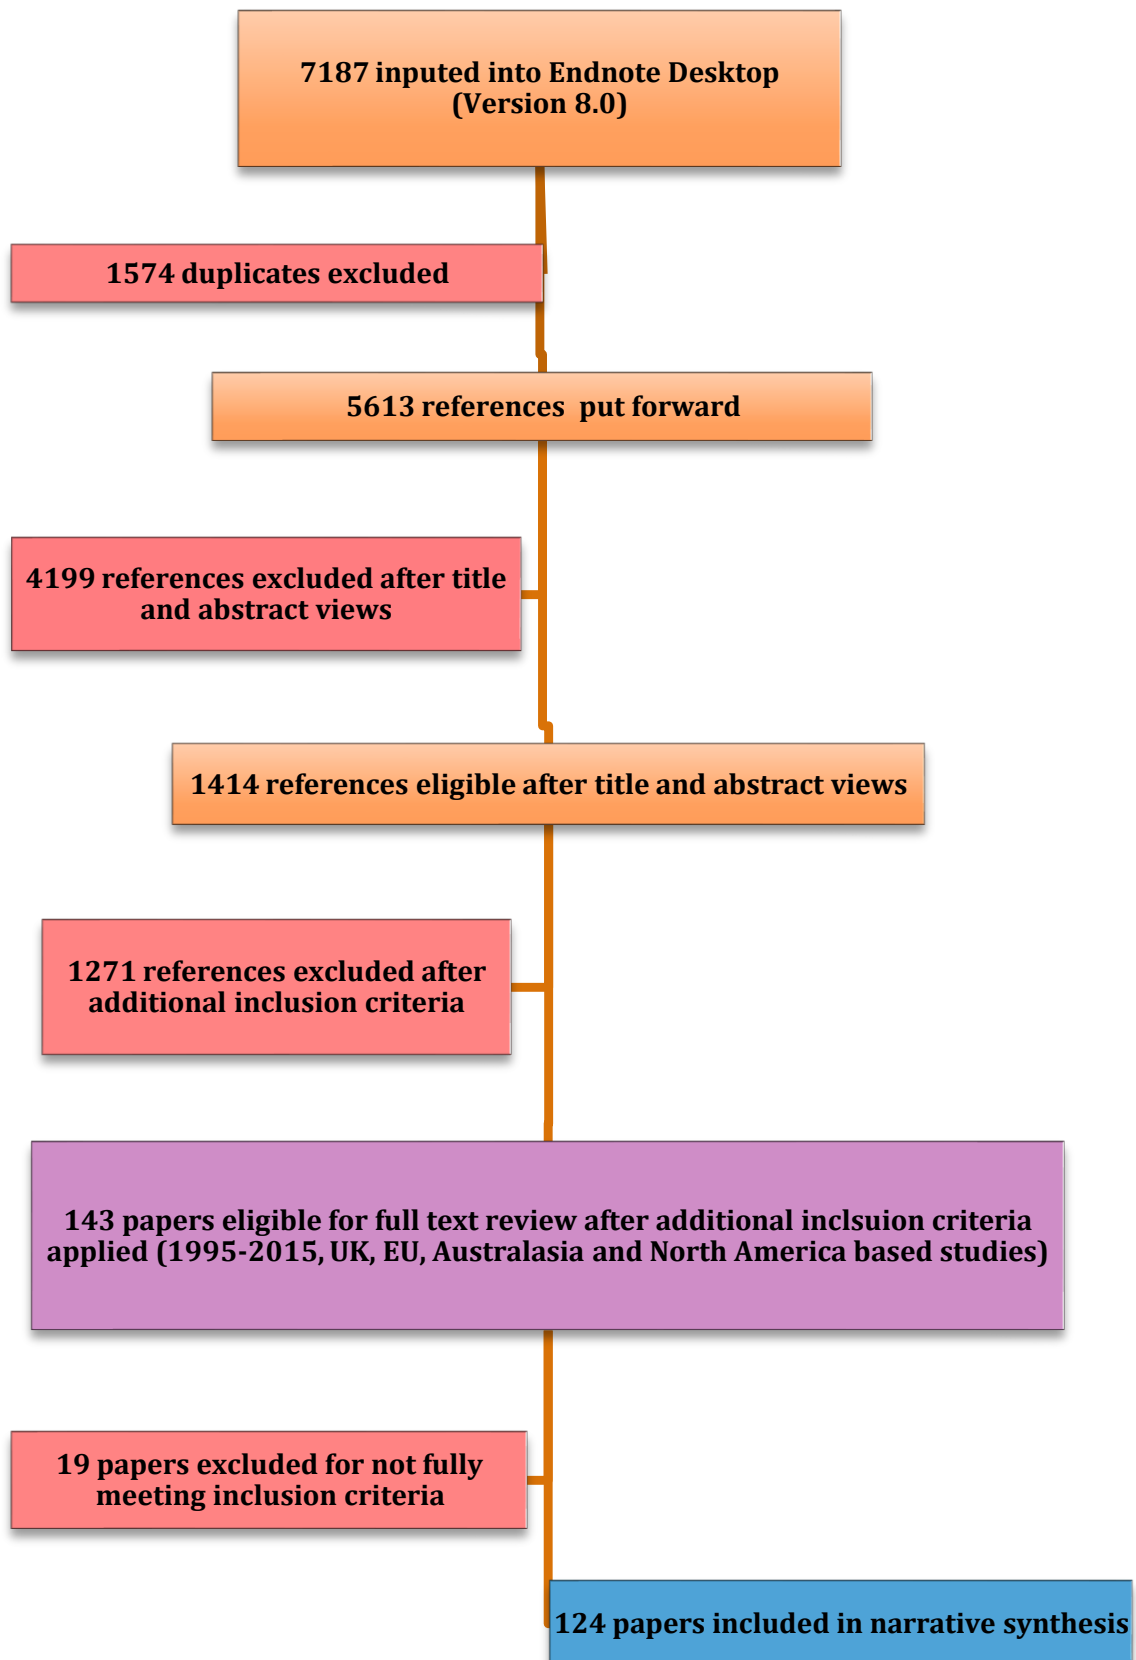 7187 inputed into Endnote Desktop
(Version 8.0)
1574 duplicates excluded
5613 references  put forward
4199 references excluded after title
and abstract views
1414 references eligible after title and abstract views
1271 references excluded after
additional inclusion criteria
143 papers eligible for full text review after additional inclsuion criteria
applied (1995-2015, UK, EU, Australasia and North America based studies)
19 papers excluded for not fully
meeting inclusion criteria
124 papers included in narrative synthesis